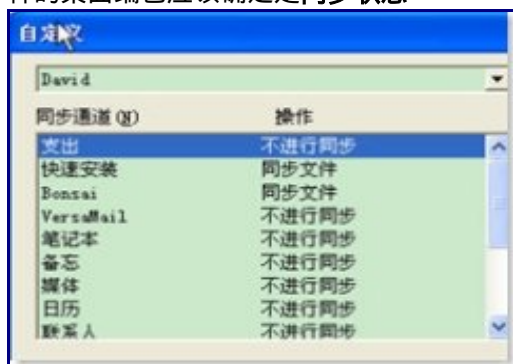 自定义
David
同步通道(N) 操作
支出 不进行同步
快速安装 同步文件
Bonsai 同步文件
VersaMail 不进行同步
笔记本 不进行同步
备忘 不进行同步
媒体 不进行同步
日历 不进行同步
联系人 不进行同步